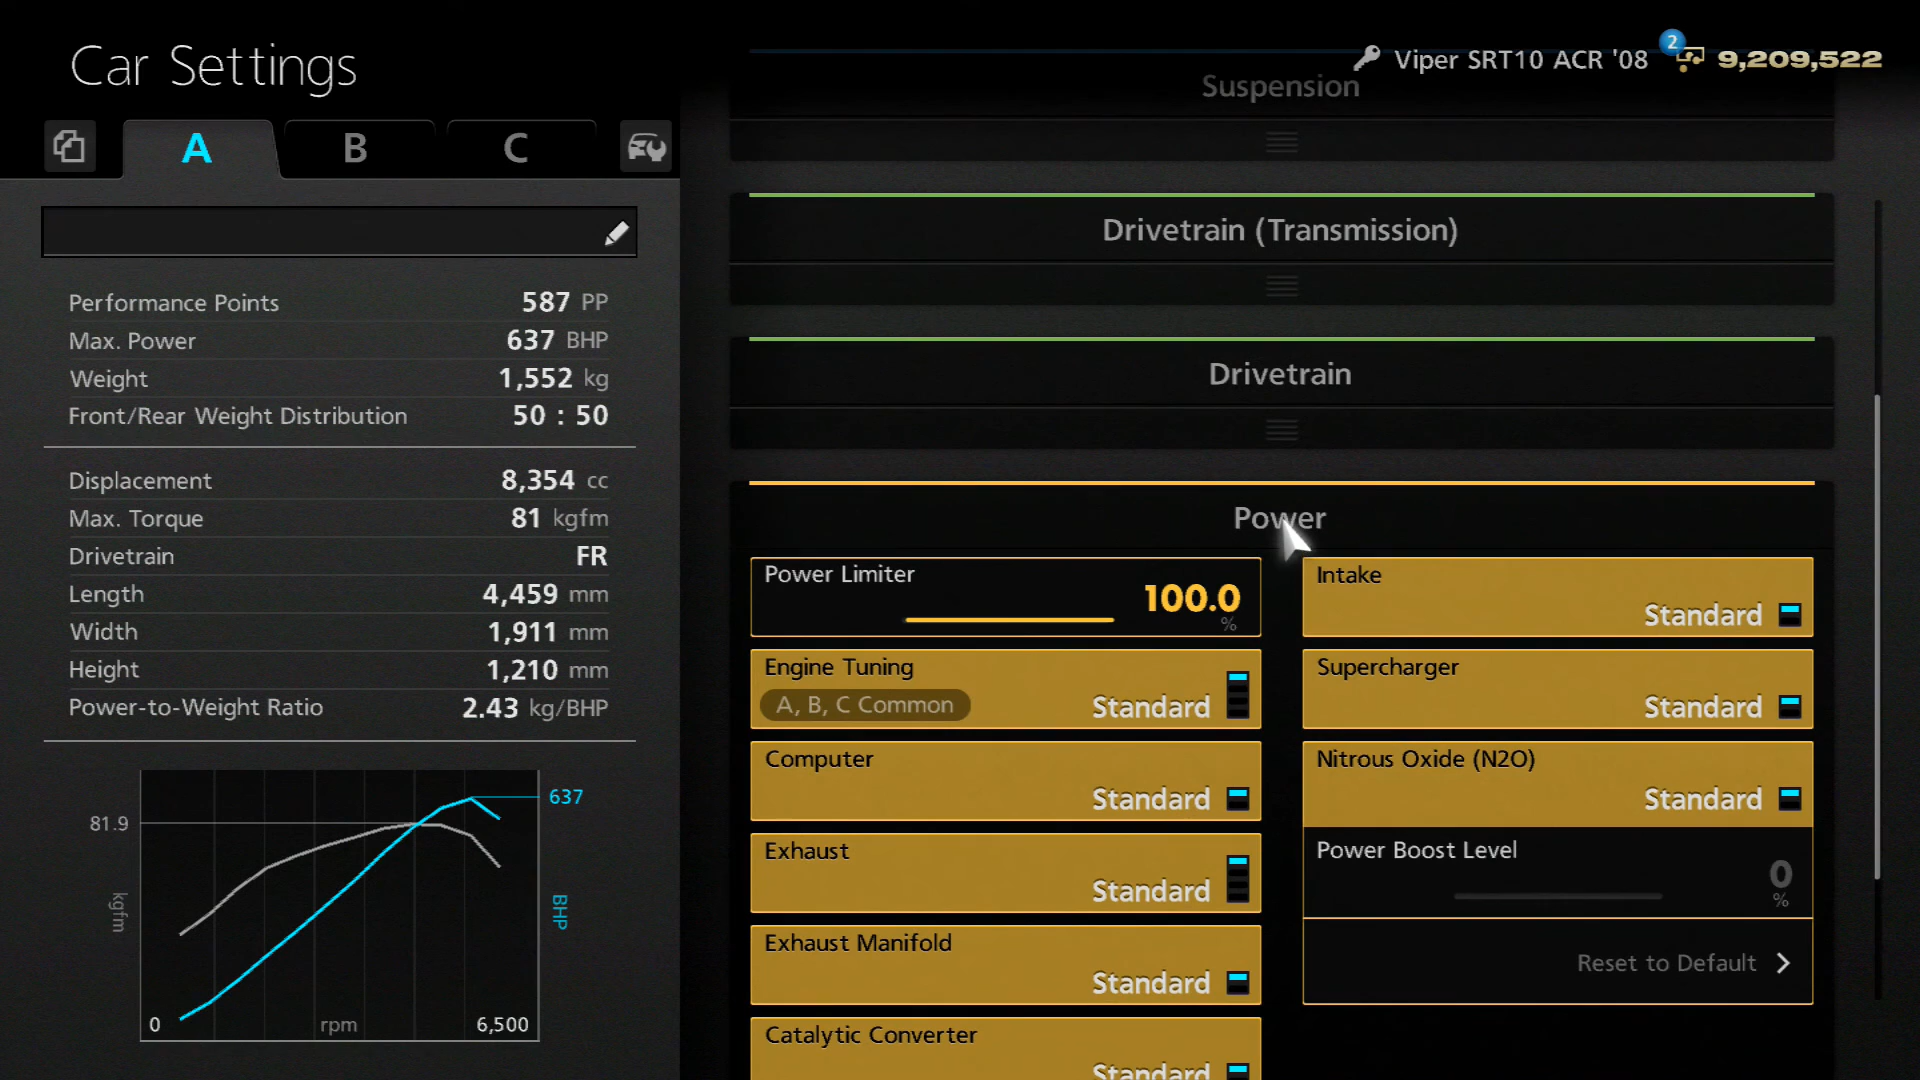 Car Settings
Viper SRT10 ACR '08
2
9,209,522
A
B
C
Performance Points 587 PP
Max. Power 637 BHP
Weight 1,552 kg
Front/Rear Weight Distribution 50 : 50
Displacement 8,354 cc
Max. Torque 81 kgfm
Drivetrain FR
Length 4,459 mm
Width 1,911 mm
Height 1,210 mm
Power-to-Weight Ratio 2.43 kg/BHP
637
81.9
kgfm
BHP
0 rpm 6,500
Suspension
Drivetrain (Transmission)
Drivetrain
Power
Power Limiter
100.0
%
Engine Tuning
A, B, C Common
Standard
Computer
Standard
Exhaust
Standard
Exhaust Manifold
Standard
Catalytic Converter
Standard
Intake
Standard
Supercharger
Standard
Nitrous Oxide (N2O)
Standard
Power Boost Level
0
%
Reset to Default